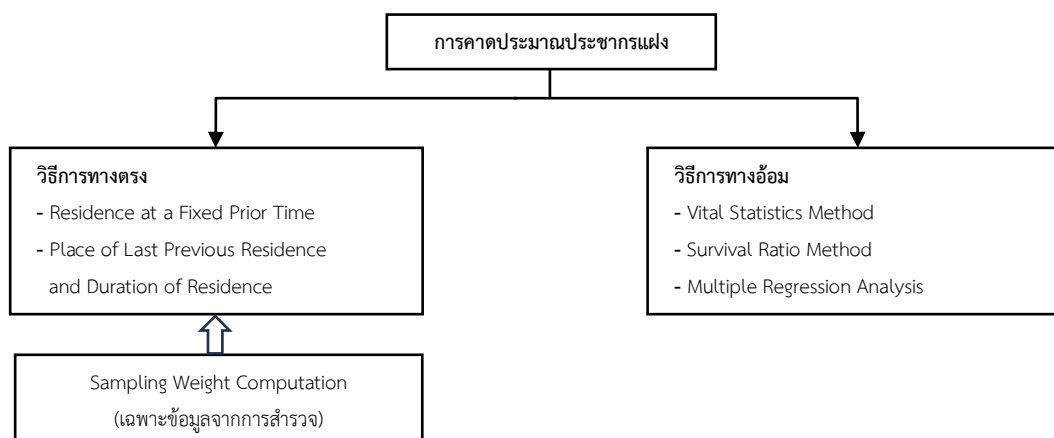 การคาดประมาณประชากรแฝง
วิธีการทางตรง
- Residence at a Fixed Prior Time
- Place of Last Previous Residence
and Duration of Residence
วิธีการทางอ้อม
- Vital Statistics Method
- Survival Ratio Method
- Multiple Regression Analysis
Sampling Weight Computation
(เฉพาะข้อมูลจากการสำรวจ)